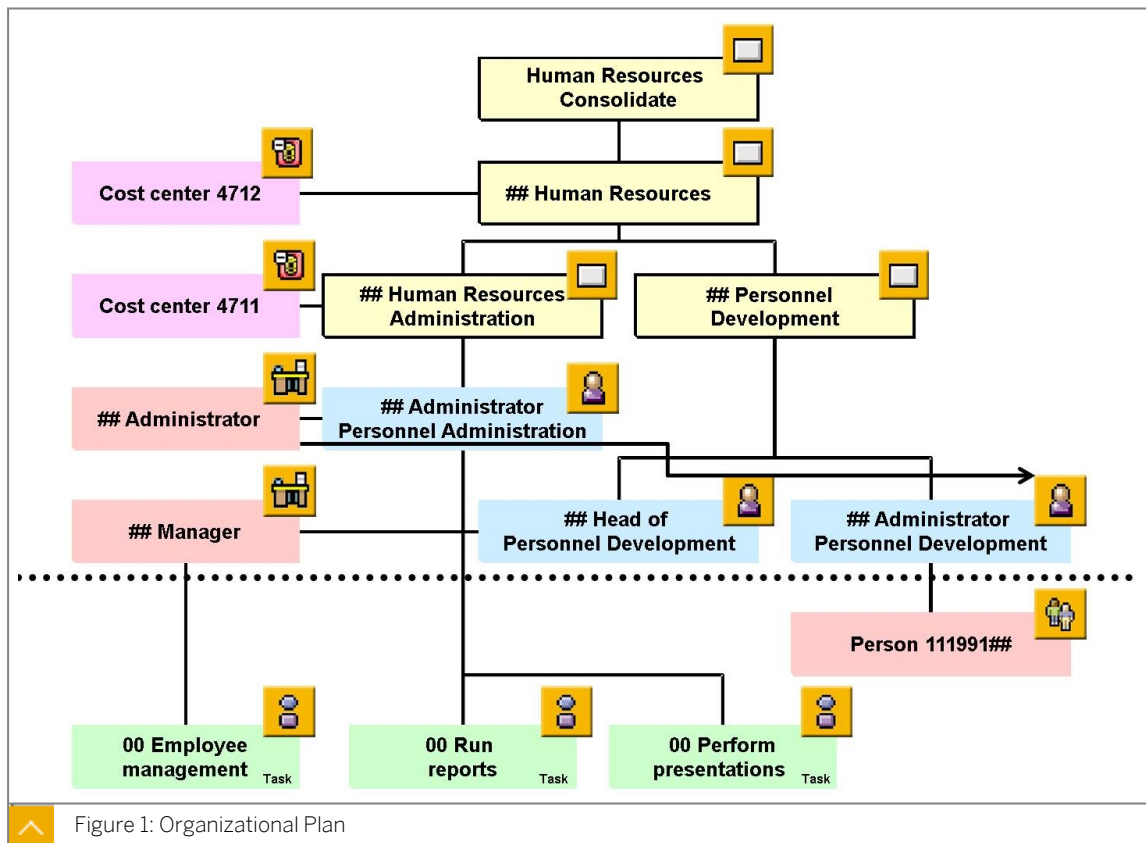 Human Resources
Consolidate
Cost center 4712
## Human Resources
Cost center 4711
## Human Resources
Administration
## Personnel
Development
## Administrator
## Administrator
Personnel Administration
## Manager
## Head of
Personnel Development
## Administrator
Personnel Development
Person 111991##
00 Employee
management
Task
00 Run
reports
Task
00 Perform
presentations
Task
Figure 1: Organizational Plan